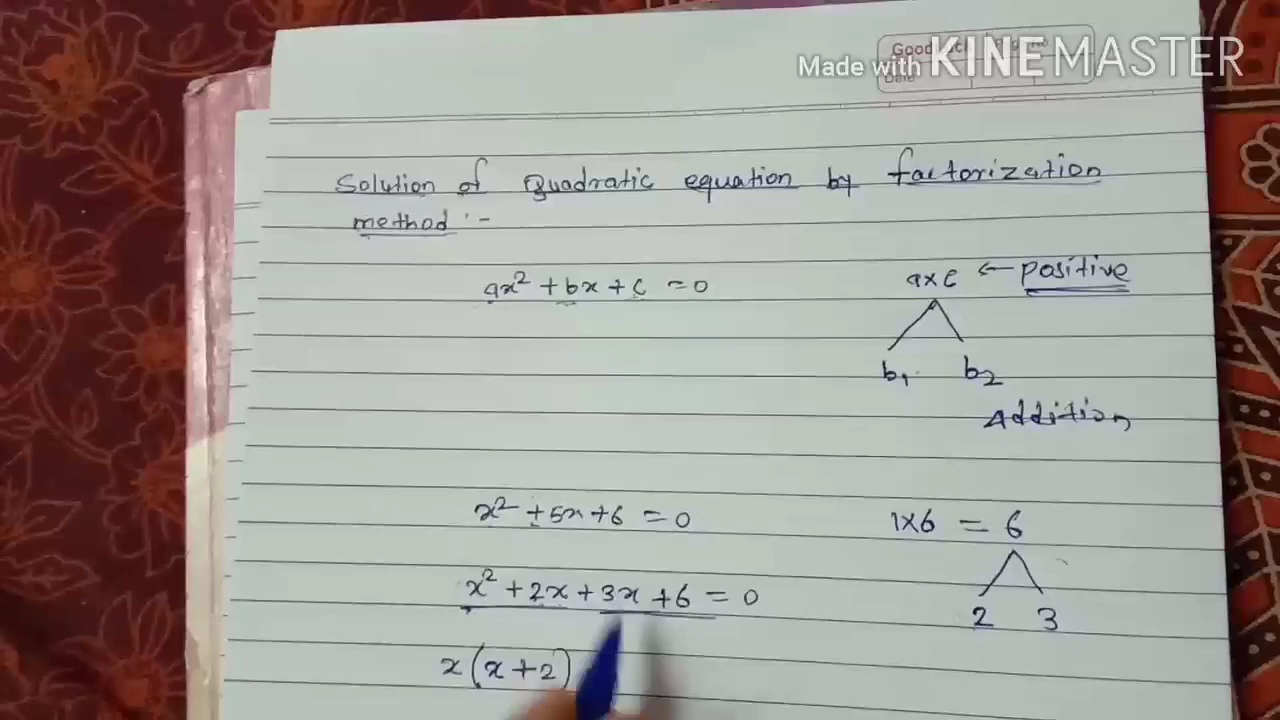 Made with KINEMASTER
Date
Solution of Quadratic equation by factorization
method :-
ax² + bx + c = 0
a×c ← positive
b₁ b₂
Addition
x² + 5x + 6 = 0
1×6 = 6
x² + 2x + 3x + 6 = 0
2 3
x(x+2)